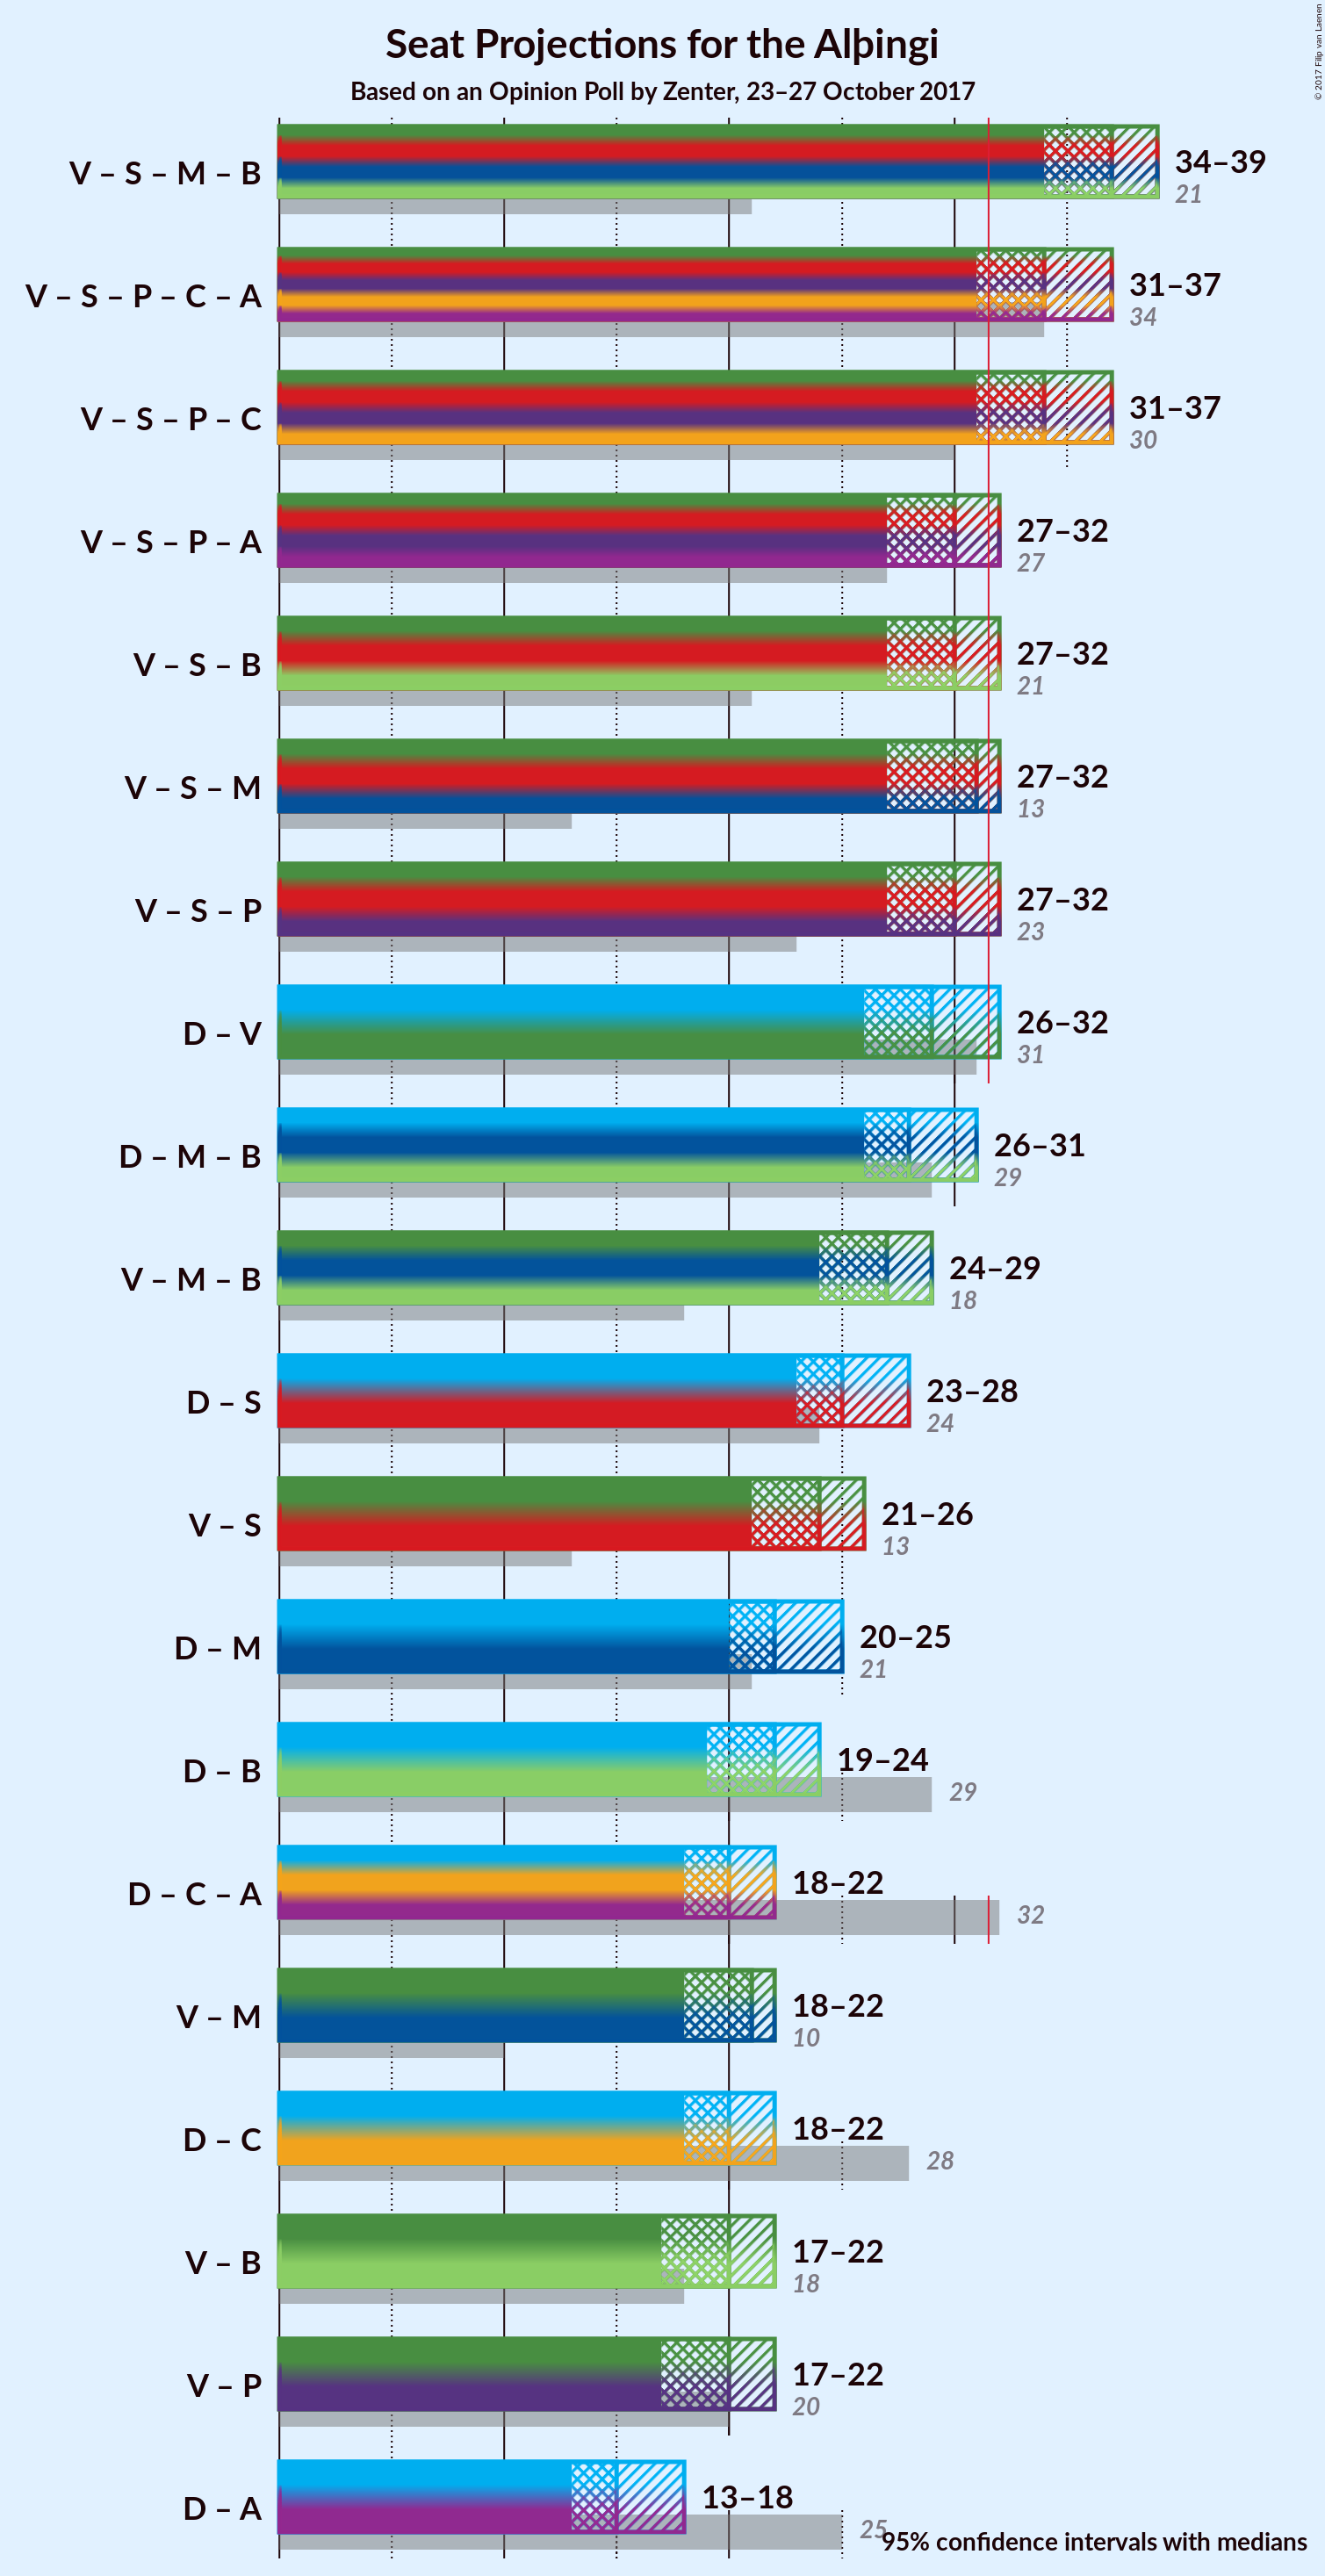 Seat Projections for the Alþingi
Based on an Opinion Poll by Zenter, 23–27 October 2017
© 2017 Filip van Laenen
V – S – M – B
34–39
21
V – S – P – C – A
31–37
34
V – S – P – C
31–37
30
V – S – P – A
27–32
27
V – S – B
27–32
21
V – S – M
27–32
13
V – S – P
27–32
23
D – V
26–32
31
D – M – B
26–31
29
V – M – B
24–29
18
D – S
23–28
24
V – S
21–26
13
D – M
20–25
21
D – B
19–24
29
D – C – A
18–22
32
V – M
18–22
10
D – C
18–22
28
V – B
17–22
18
V – P
17–22
20
D – A
13–18
25
95% confidence intervals with medians